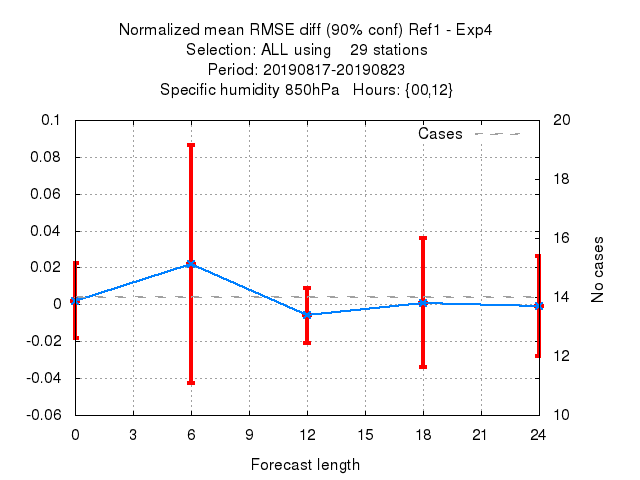 Normalized mean RMSE diff (90% conf) Ref1 - Exp4
Selection: ALL using    29 stations
Period: 20190817-20190823
Specific humidity 850hPa   Hours: {00,12}
0.1
0.08
0.06
0.04
0.02
0
-0.02
-0.04
-0.06
Cases
20
18
16
14
12
10
No cases
0 3 6 9 12 15 18 21 24
Forecast length